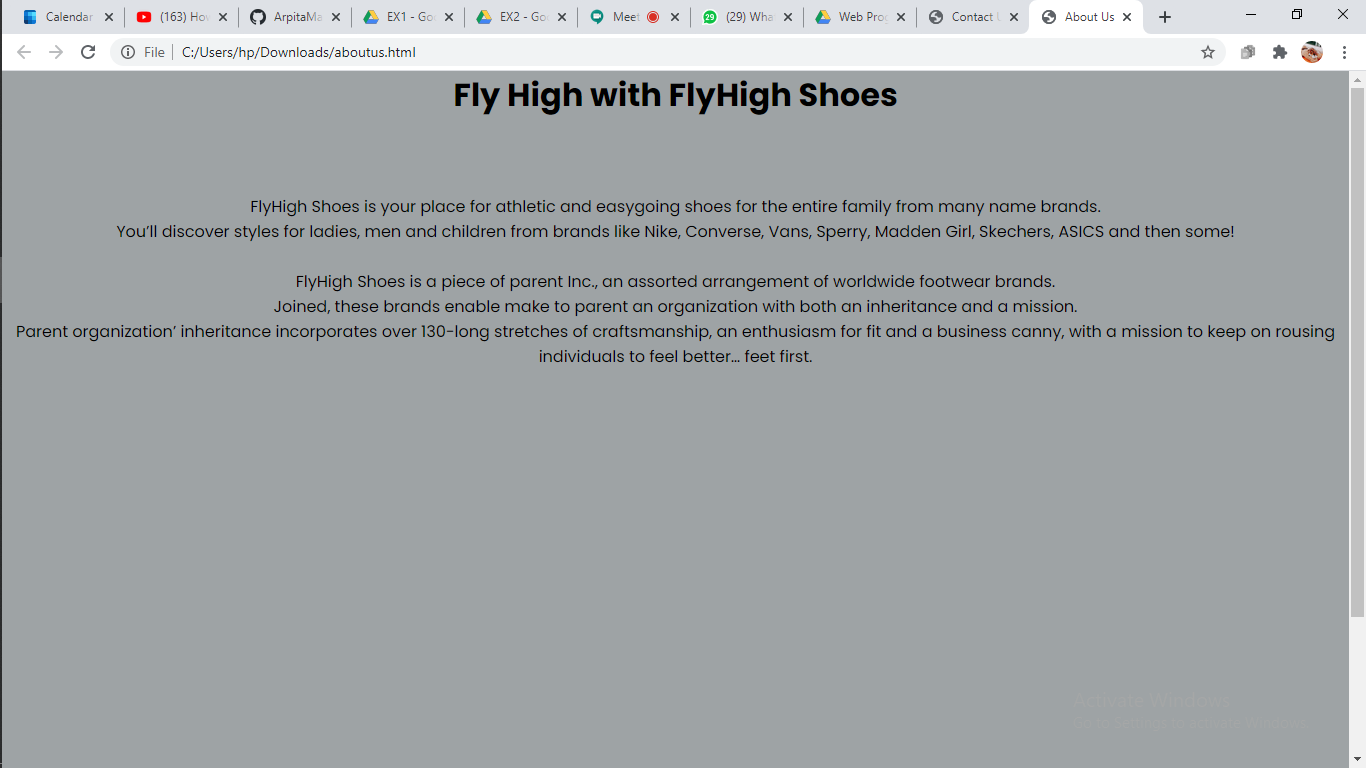 Calendar
(163) How
ArpitaMa
EX1 - Goo
EX2 - Goo
Meet
(29) What
Web Prog
Contact U
About Us
File
C:/Users/hp/Downloads/aboutus.html
Fly High with FlyHigh Shoes
FlyHigh Shoes is your place for athletic and easygoing shoes for the entire family from many name brands.
You’ll discover styles for ladies, men and children from brands like Nike, Converse, Vans, Sperry, Madden Girl, Skechers, ASICS and then some!
FlyHigh Shoes is a piece of parent Inc., an assorted arrangement of worldwide footwear brands.
Joined, these brands enable make to parent an organization with both an inheritance and a mission.
Parent organization’ inheritance incorporates over 130-long stretches of craftsmanship, an enthusiasm for fit and a business canny, with a mission to keep on rousing
individuals to feel better… feet first.
Activate Windows
Go to Settings to activate Windows.